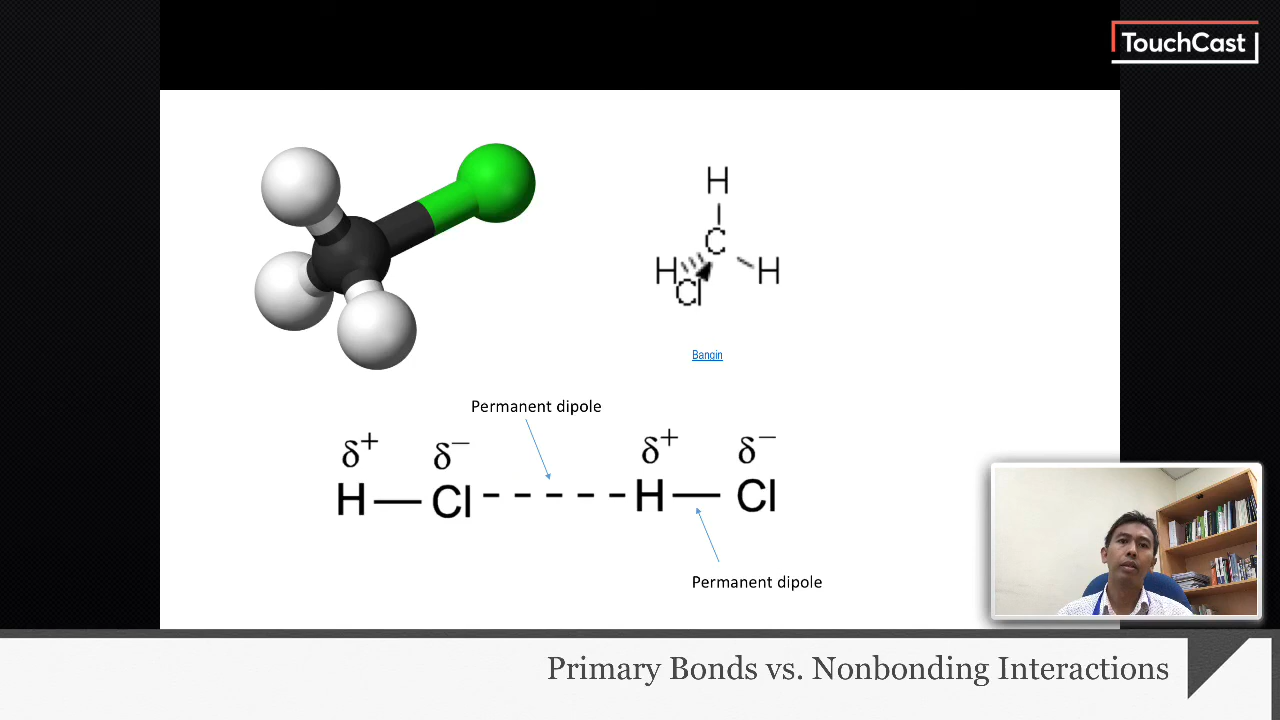 TouchCast
H
C
H H
Cl
Bangin
Permanent dipole
δ+ δ− δ+ δ−
H—Cl - - - - - H—Cl
Permanent dipole
Primary Bonds vs. Nonbonding Interactions